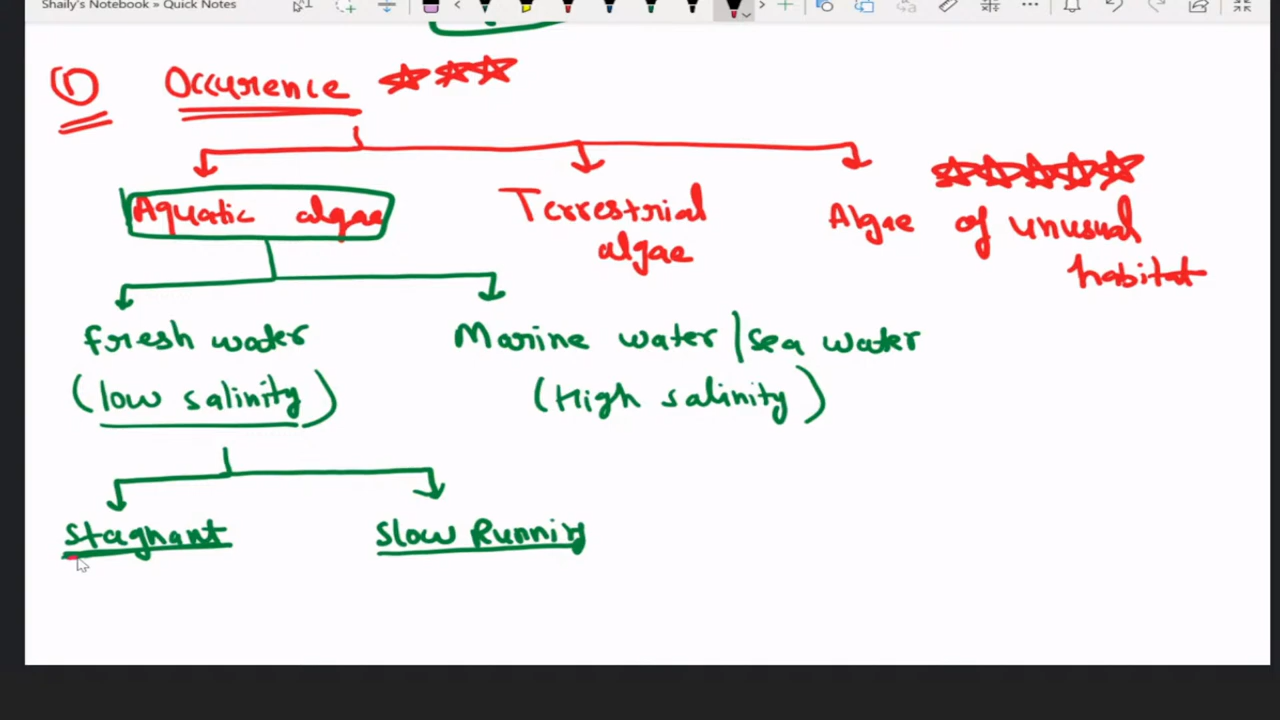 Shaily's Notebook » Quick Notes
① Occurence
Aquatic algae
Terrestrial algae
Algae of unusual habitat
fresh water
(low salinity)
Marine water/sea water
(High salinity)
Stagnant
Slow Running